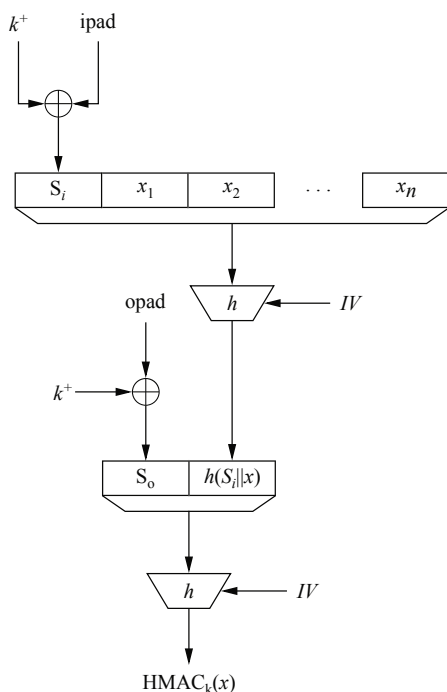 k⁺ ipad
Sᵢ x₁ x₂ . . . xₙ
h IV
opad
k⁺
Sₒ h(Sᵢ||x)
h IV
HMACₖ(x)